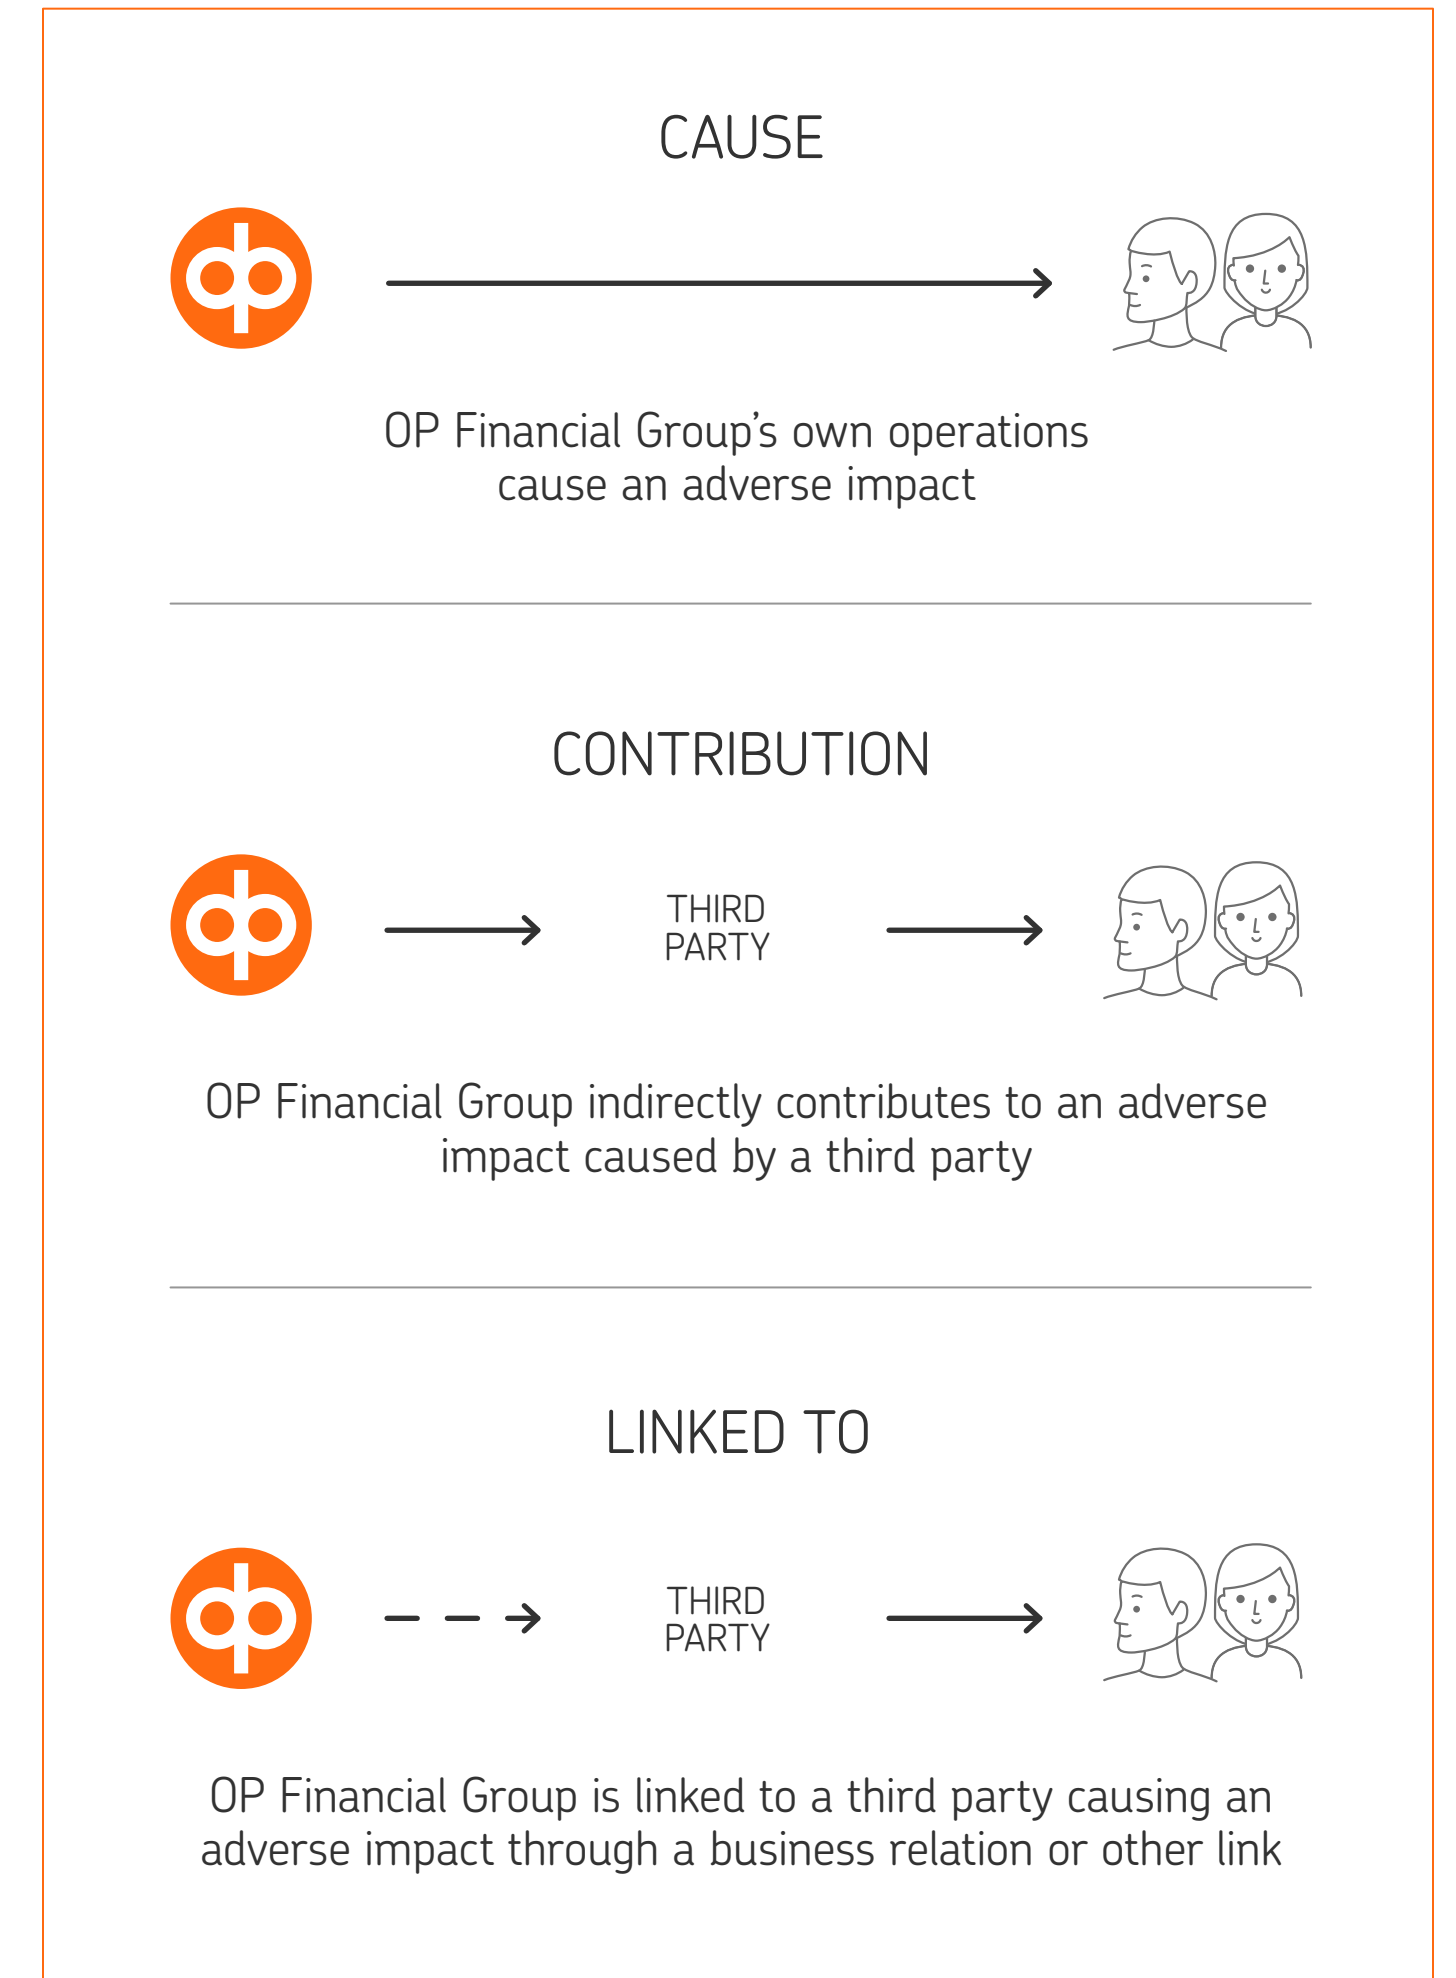 CAUSE
OP Financial Group’s own operations
cause an adverse impact
CONTRIBUTION
THIRD
PARTY
OP Financial Group indirectly contributes to an adverse
impact caused by a third party
LINKED TO
THIRD
PARTY
OP Financial Group is linked to a third party causing an
adverse impact through a business relation or other link